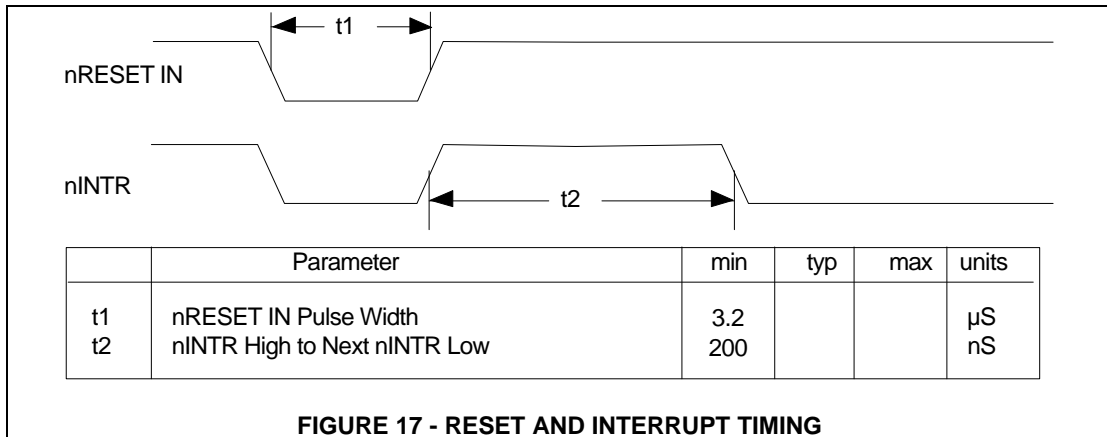 t1
nRESET IN
nINTR
t2
Parameter min typ max units
t1 nRESET IN Pulse Width 3.2 µS
t2 nINTR High to Next nINTR Low 200 nS
FIGURE 17 - RESET AND INTERRUPT TIMING